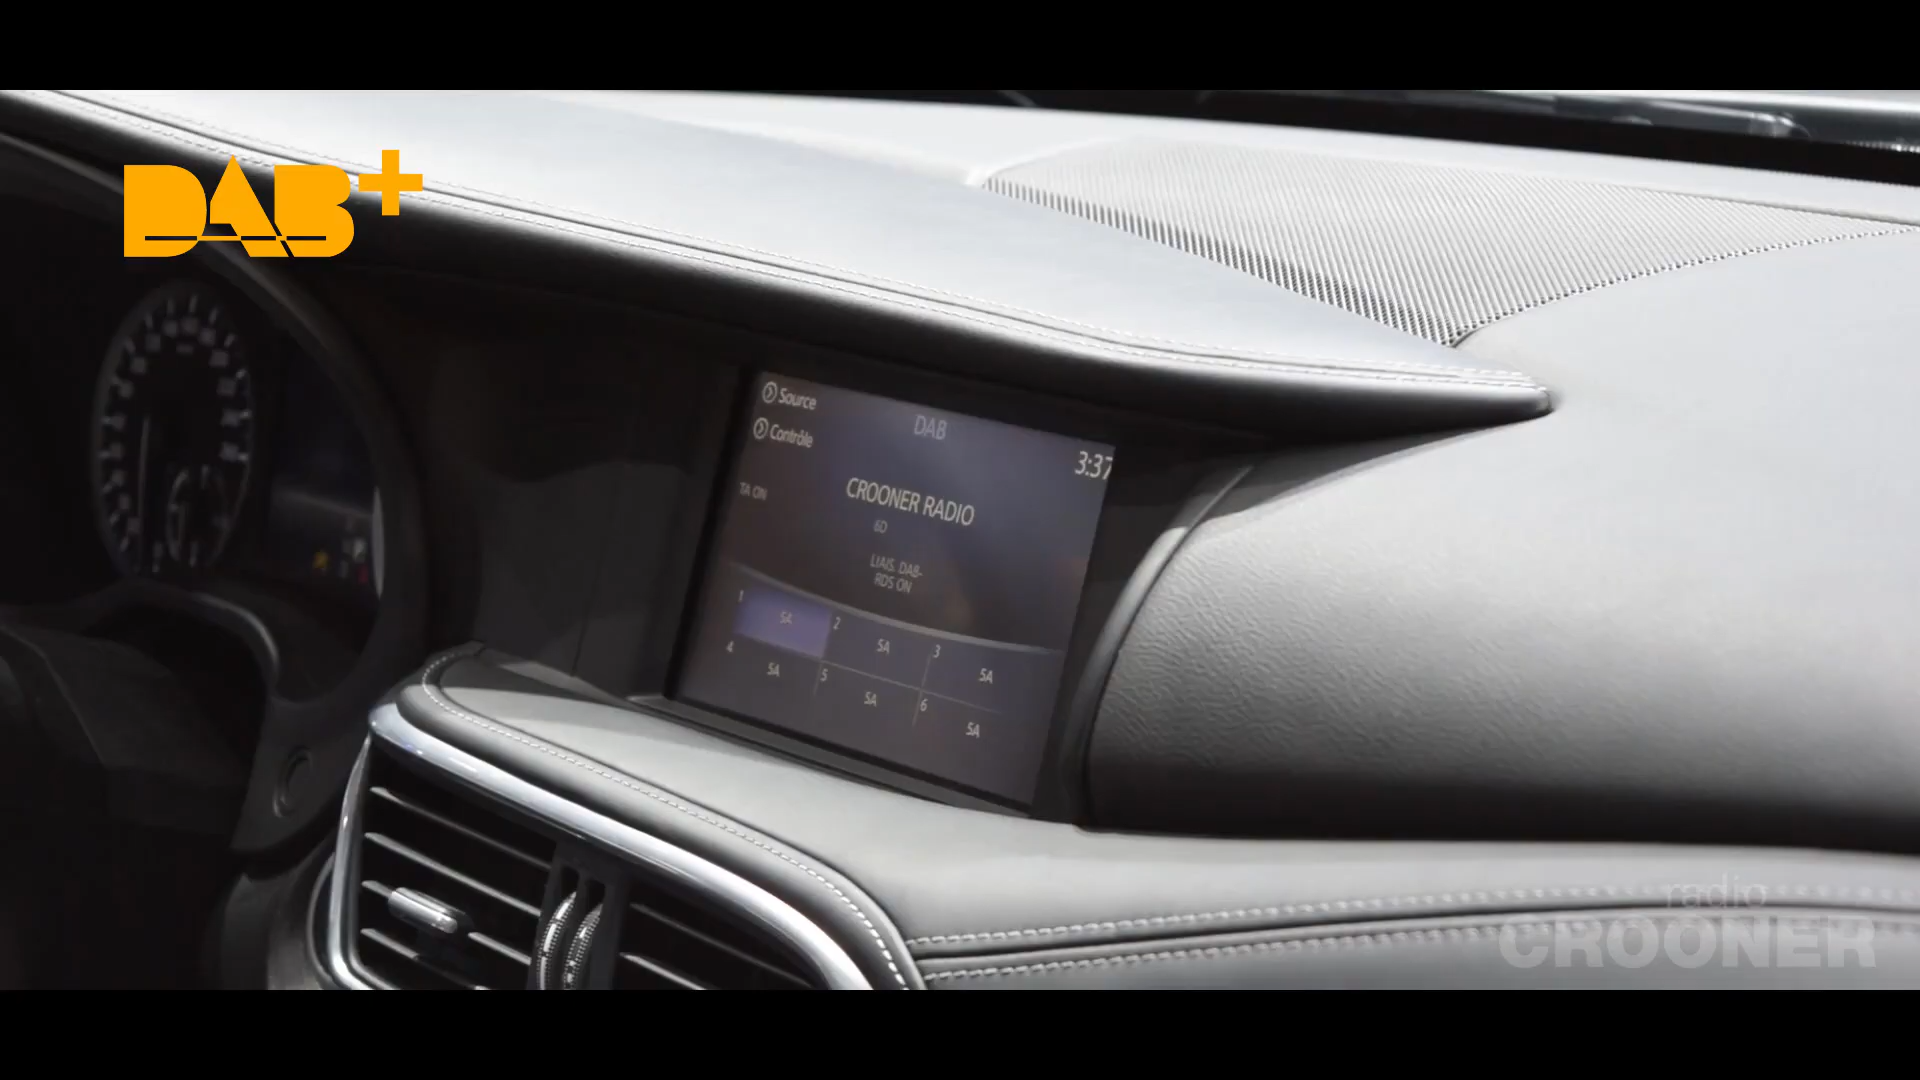 DAB+
Source
DAB
Contrôle
3:37
TA ON
CROONER RADIO
6D
LIAIS. DAB-
RDS ON
1 5A 2 5A 3 5A
4 5A 5 5A 6 5A
radio
CROONER